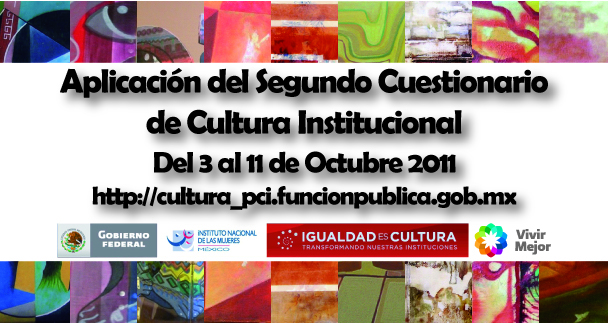 Aplicación del Segundo Cuestionario
de Cultura Institucional
Del 3 al 11 de Octubre 2011
http://cultura_pci.funcionpublica.gob.mx
GOBIERNO
FEDERAL
INSTITUTO NACIONAL
DE LAS MUJERES
MÉXICO
IGUALDAD ES CULTURA
TRANSFORMANDO NUESTRAS INSTITUCIONES
Vivir
Mejor